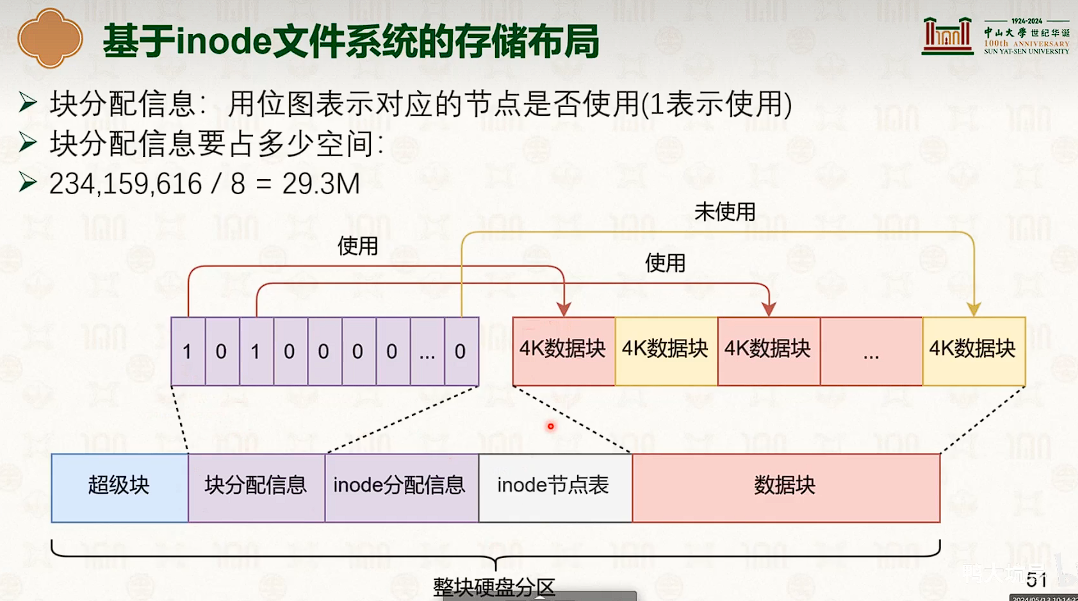 基于inode文件系统的存储布局
1924-2024
中山大學 世纪华诞
100th ANNIVERSARY
SUN YAT-SEN UNIVERSITY
块分配信息：用位图表示对应的节点是否使用(1表示使用)
块分配信息要占多少空间：
234,159,616 / 8 = 29.3M
未使用
使用
使用
1 0 1 0 0 0 0 ... 0
4K数据块 4K数据块 4K数据块 ... 4K数据块
超级块 块分配信息 inode分配信息 inode节点表 数据块
整块硬盘分区
51